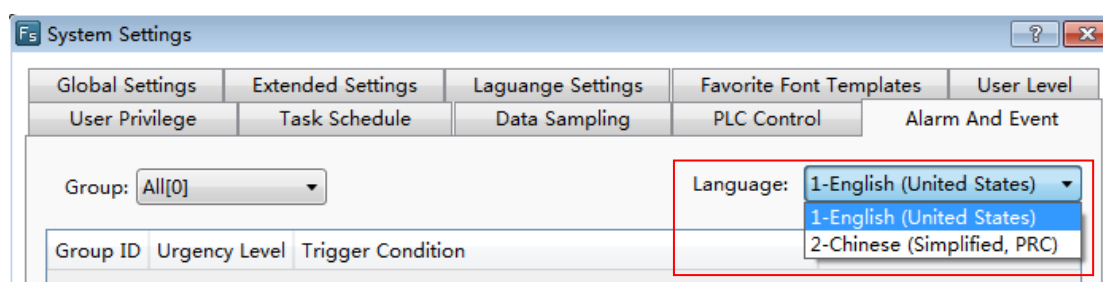 Fs System Settings
Global Settings Extended Settings Laguange Settings Favorite Font Templates User Level
User Privilege Task Schedule Data Sampling PLC Control Alarm And Event
Group: All[0] Language: 1-English (United States)
1-English (United States)
2-Chinese (Simplified, PRC)
Group ID Urgency Level Trigger Condition